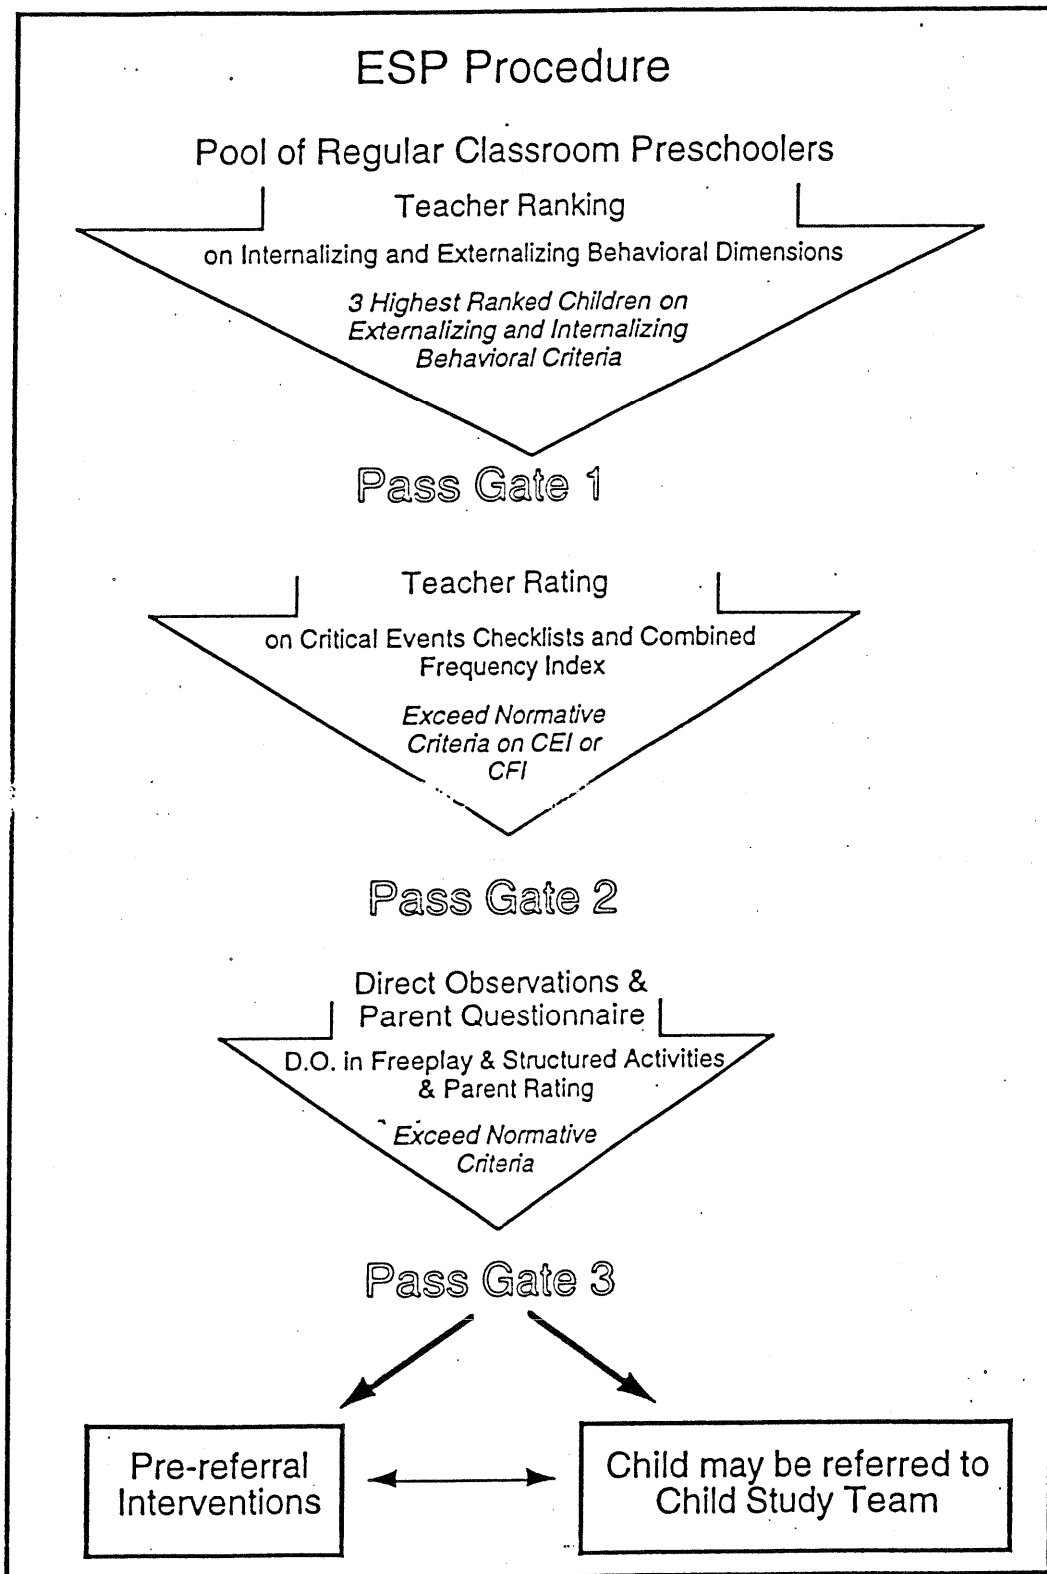 ESP Procedure
Pool of Regular Classroom Preschoolers
Teacher Ranking
on Internalizing and Externalizing Behavioral Dimensions
3 Highest Ranked Children on
Externalizing and Internalizing
Behavioral Criteria
Pass Gate 1
Teacher Rating
on Critical Events Checklists and Combined
Frequency Index
Exceed Normative
Criteria on CEI or
CFI
Pass Gate 2
Direct Observations &
Parent Questionnaire
D.O. in Freeplay & Structured Activities
& Parent Rating
Exceed Normative
Criteria
Pass Gate 3
Pre-referral
Interventions
Child may be referred to
Child Study Team